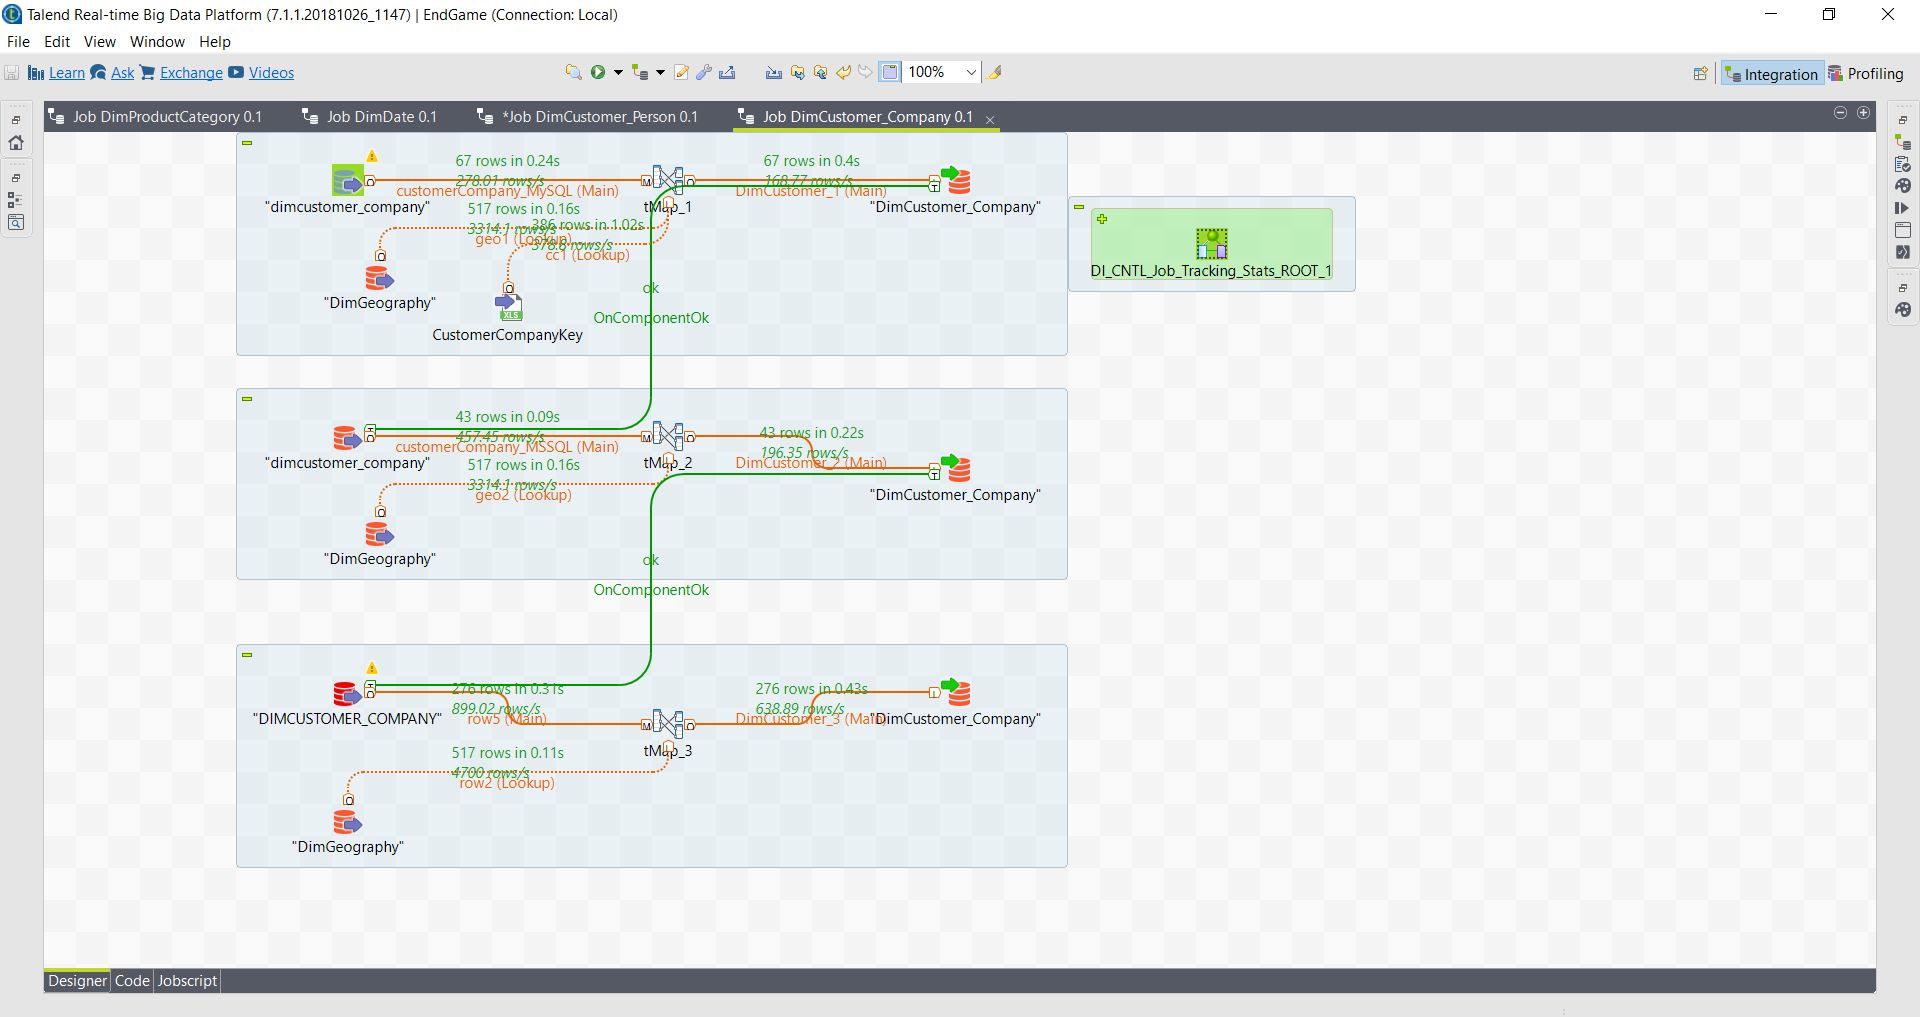 Talend Real-time Big Data Platform (7.1.1.20181026_1147) | EndGame (Connection: Local)
File Edit View Window Help
Learn Ask Exchange Videos
100%
Integration Profiling
Job DimProductCategory 0.1 Job DimDate 0.1 *Job DimCustomer_Person 0.1 Job DimCustomer_Company 0.1
67 rows in 0.24s 67 rows in 0.4s
278.01 rows/s 168.77 rows/s
customerCompany_MySQL (Main) DimCustomer_1 (Main)
"dimcustomer_company" tMap_1 "DimCustomer_Company"
517 rows in 0.16s
3314.1 rows/s
geo1 (Lookup)
386 rows in 1.02s
378.8 rows/s
cc1 (Lookup)
"DimGeography"
XLS
CustomerCompanyKey
ok
OnComponentOk
DI_CNTL_Job_Tracking_Stats_ROOT_1
43 rows in 0.09s 43 rows in 0.22s
457.45 rows/s 196.35 rows/s
customerCompany_MSSQL (Main) DimCustomer_2 (Main)
"dimcustomer_company" tMap_2 "DimCustomer_Company"
517 rows in 0.16s
3314.1 rows/s
geo2 (Lookup)
"DimGeography"
ok
OnComponentOk
276 rows in 0.31s 276 rows in 0.43s
899.02 rows/s 638.89 rows/s
row5 (Main) DimCustomer_3 (Main)
"DIMCUSTOMER_COMPANY" tMap_3 "DimCustomer_Company"
517 rows in 0.11s
4700 rows/s
row2 (Lookup)
"DimGeography"
Designer Code Jobscript